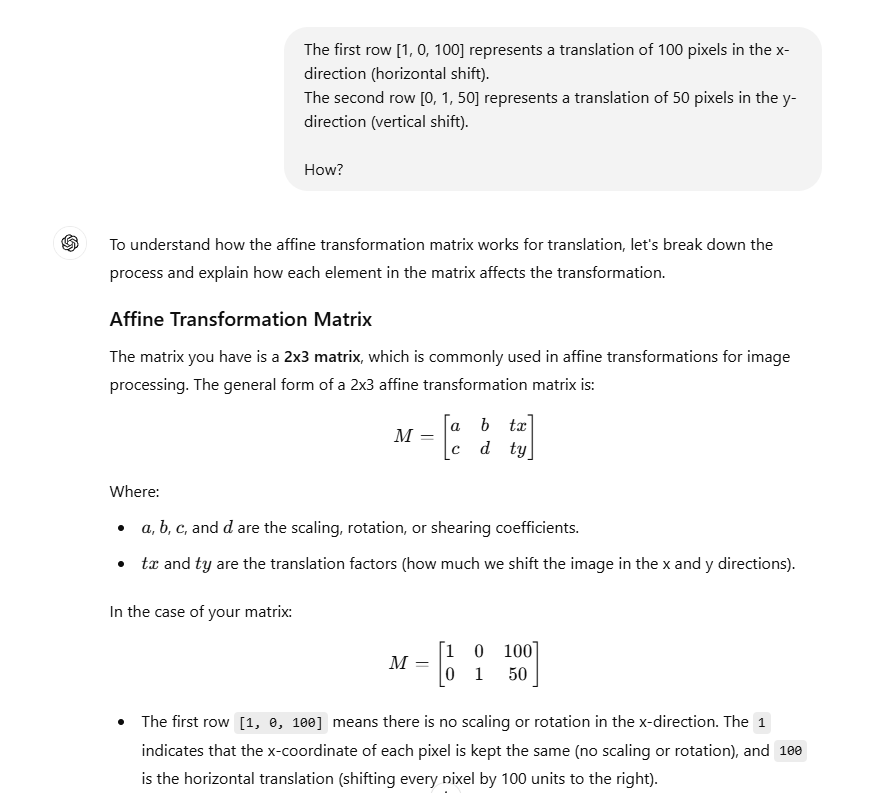 The first row [1, 0, 100] represents a translation of 100 pixels in the x-
direction (horizontal shift).
The second row [0, 1, 50] represents a translation of 50 pixels in the y-
direction (vertical shift).
How?
To understand how the affine transformation matrix works for translation, let's break down the
process and explain how each element in the matrix affects the transformation.
Affine Transformation Matrix
The matrix you have is a 2x3 matrix, which is commonly used in affine transformations for image
processing. The general form of a 2x3 affine transformation matrix is:
M = [a b tx
c d ty]
Where:
• a, b, c, and d are the scaling, rotation, or shearing coefficients.
• tx and ty are the translation factors (how much we shift the image in the x and y directions).
In the case of your matrix:
M = [1 0 100
0 1 50]
• The first row [1, 0, 100] means there is no scaling or rotation in the x-direction. The 1
indicates that the x-coordinate of each pixel is kept the same (no scaling or rotation), and 100
is the horizontal translation (shifting every pixel by 100 units to the right).